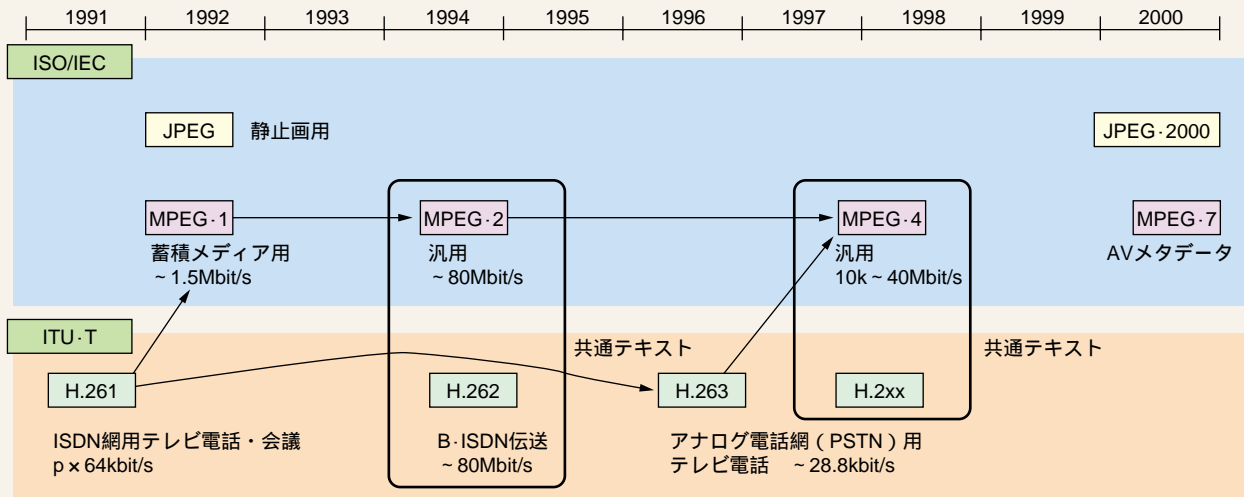 1991 1992 1993 1994 1995 1996 1997 1998 1999 2000
ISO/IEC
JPEG 静止画用 JPEG·2000
MPEG·1 MPEG·2 MPEG·4 MPEG·7
蓄積メディア用 汎用 汎用 AVメタデータ
~1.5Mbit/s ~80Mbit/s 10k~40Mbit/s
ITU·T
共通テキスト 共通テキスト
H.261 H.262 H.263 H.2xx
ISDN網用テレビ電話・会議 B·ISDN伝送 アナログ電話網(PSTN)用
p×64kbit/s ~80Mbit/s テレビ電話 ~28.8kbit/s